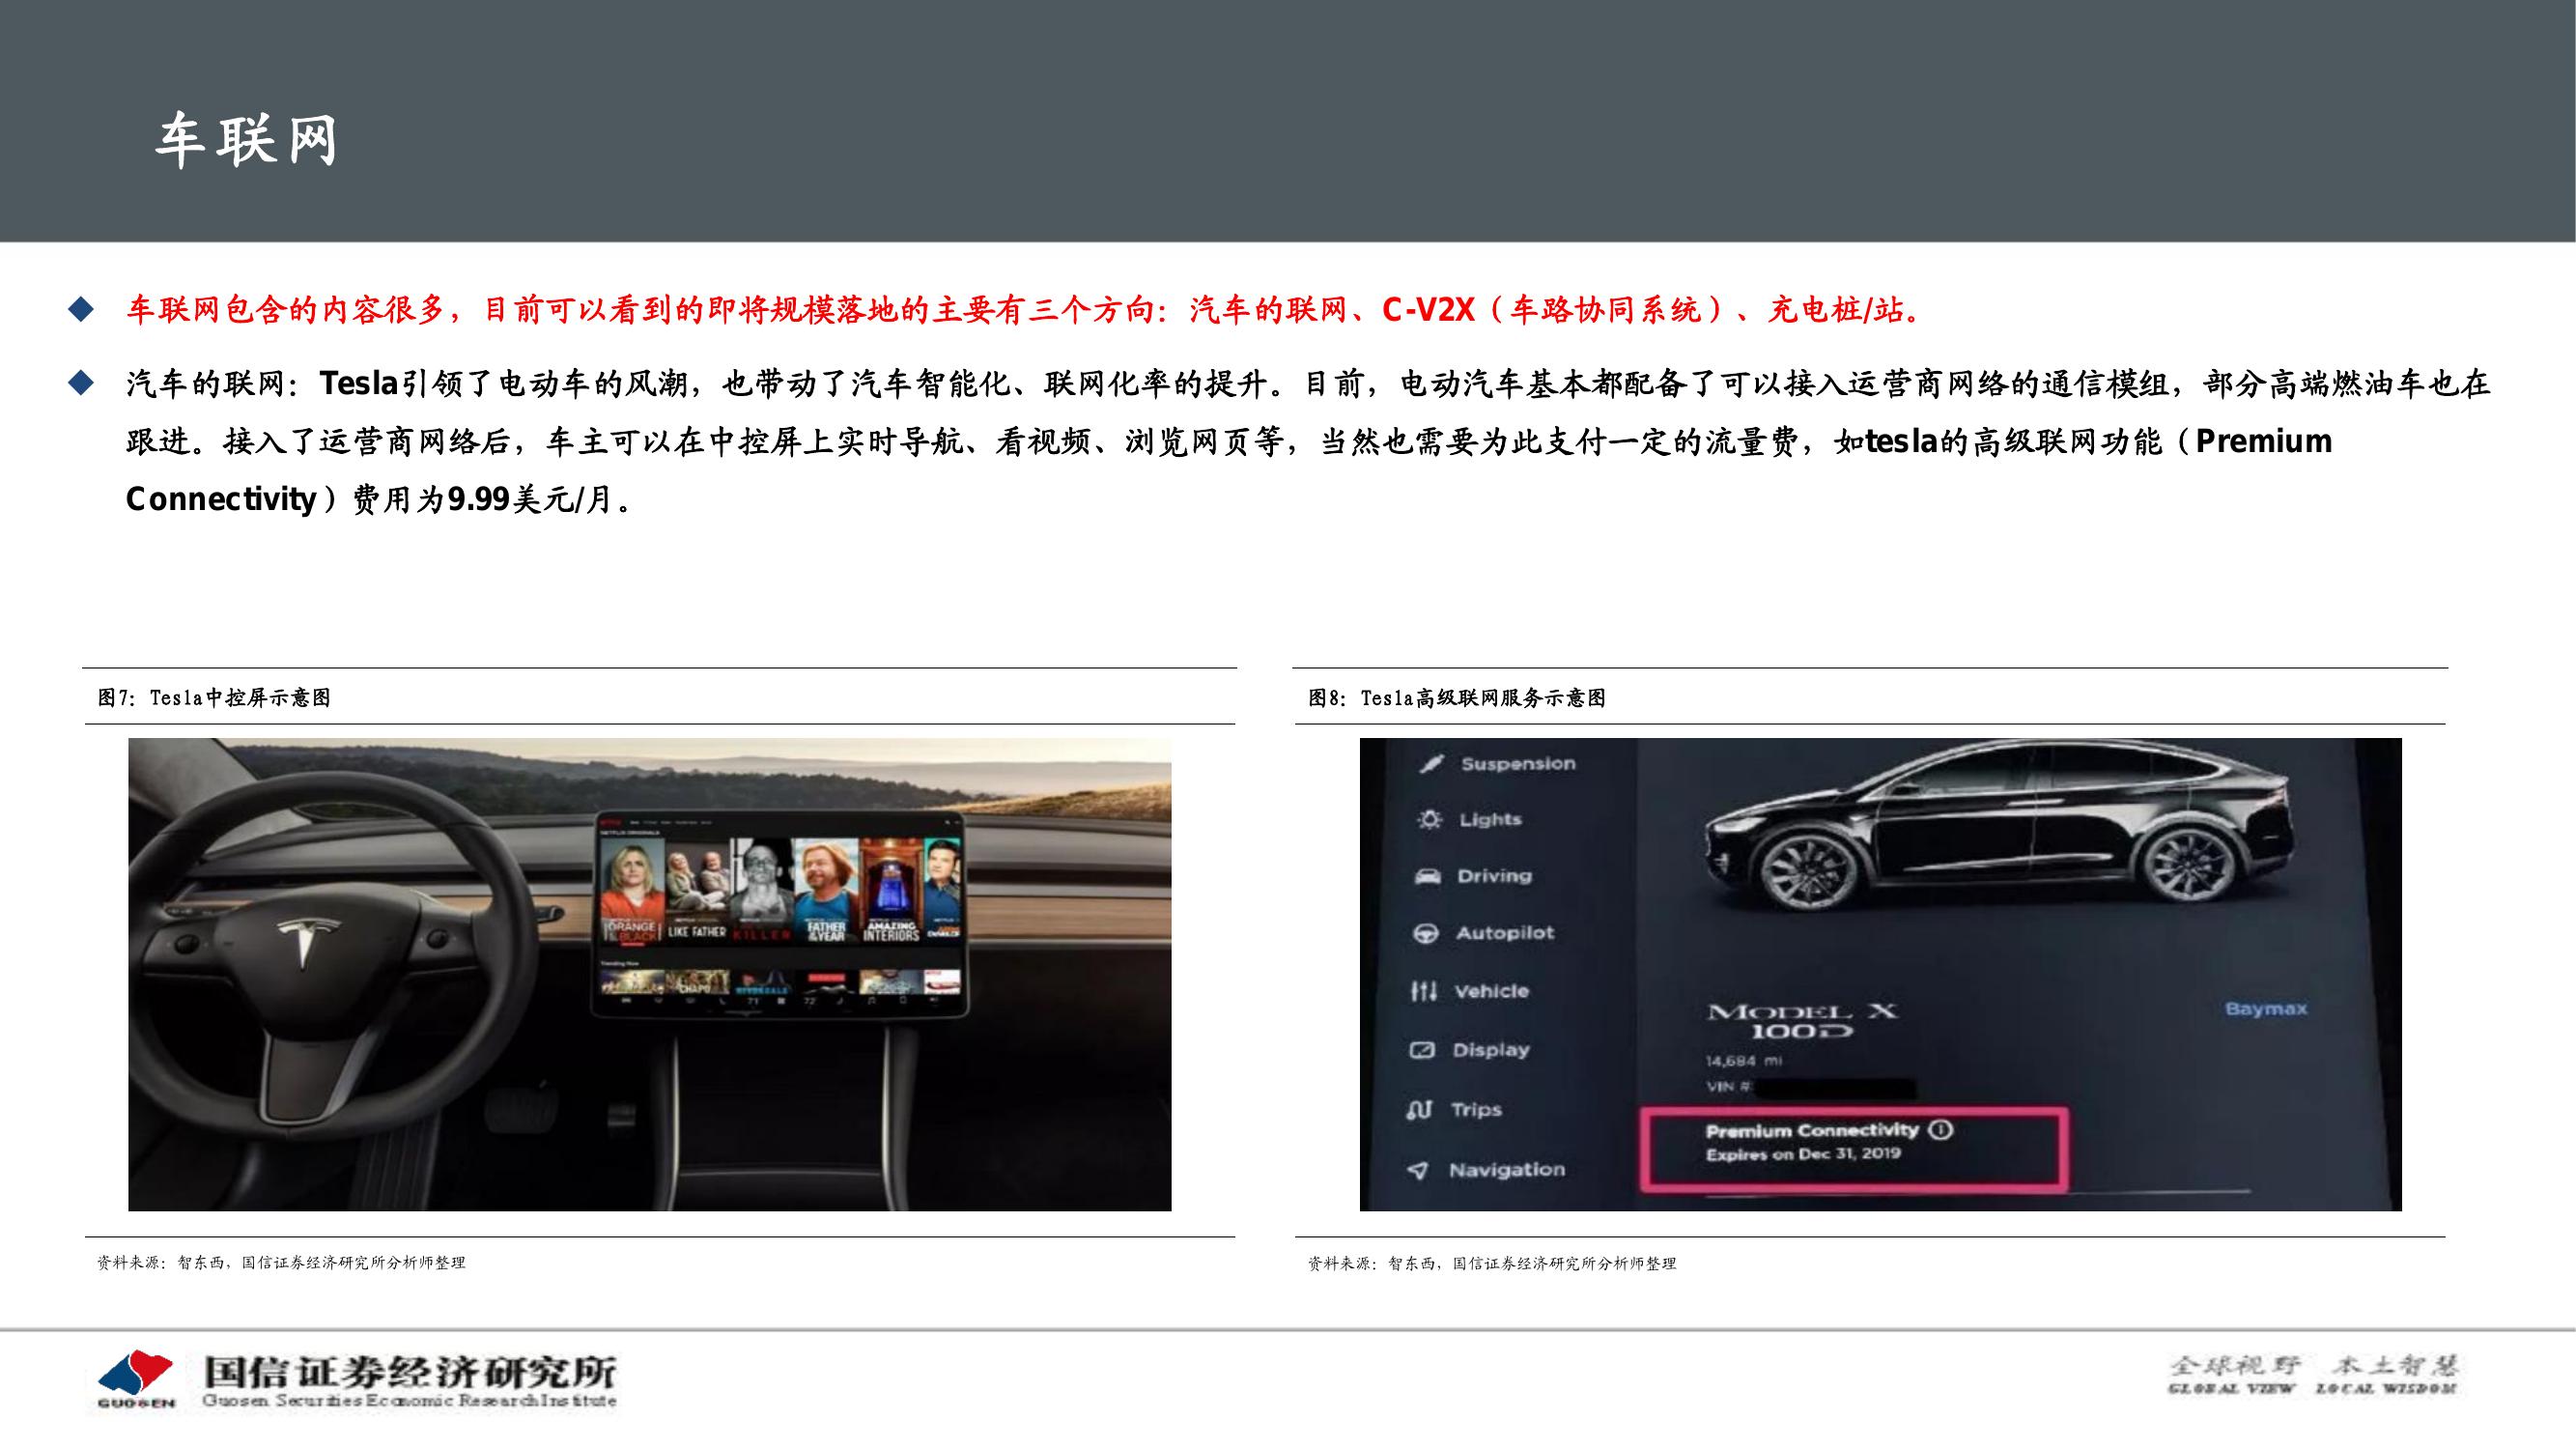 车联网
车联网包含的内容很多，目前可以看到的即将规模落地的主要有三个方向：汽车的联网、C-V2X（车路协同系统）、充电桩/站。
汽车的联网：Tesla引领了电动车的风潮，也带动了汽车智能化、联网化率的提升。目前，电动汽车基本都配备了可以接入运营商网络的通信模组，部分高端燃油车也在
跟进。接入了运营商网络后，车主可以在中控屏上实时导航、看视频、浏览网页等，当然也需要为此支付一定的流量费，如tesla的高级联网功能（Premium
Connectivity）费用为9.99美元/月。
图7：Tesla中控屏示意图
NETFLIX ORIGINALS
ORANGE BLACK
LIKE FATHER
KILLER
FATHER OF THE YEAR
AMAZING INTERIORS
Trending Now
资料来源：智东西，国信证券经济研究所分析师整理
图8：Tesla高级联网服务示意图
Suspension
Lights
Driving
Autopilot
Vehicle
Display
Trips
Navigation
MODEL X
100D
Baymax
14,684 mi
VIN #
Premium Connectivity
Expires on Dec 31, 2019
资料来源：智东西，国信证券经济研究所分析师整理
GUOSEN
国信证券经济研究所
Guosen Securities Economic Research Institute
全球视野 本土智慧
GLOBAL VIEW LOCAL WISDOM